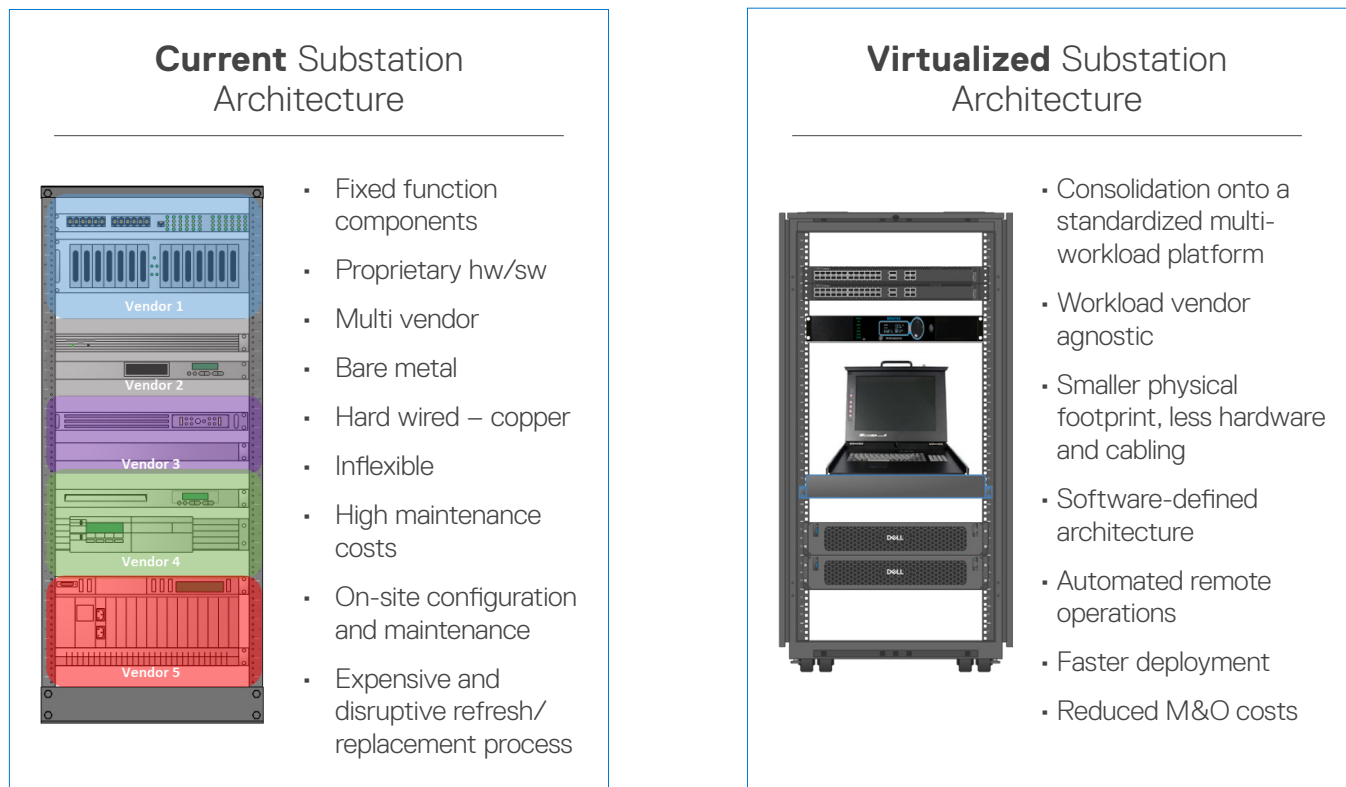 Current Substation
Architecture
Vendor 1
Vendor 2
Vendor 3
Vendor 4
Vendor 5
▪ Fixed function
components
▪ Proprietary hw/sw
▪ Multi vendor
▪ Bare metal
▪ Hard wired – copper
▪ Inflexible
▪ High maintenance
costs
▪ On-site configuration
and maintenance
▪ Expensive and
disruptive refresh/
replacement process
Virtualized Substation
Architecture
DELL
DELL
▪ Consolidation onto a
standardized multi-
workload platform
▪ Workload vendor
agnostic
▪ Smaller physical
footprint, less hardware
and cabling
▪ Software-defined
architecture
▪ Automated remote
operations
▪ Faster deployment
▪ Reduced M&O costs